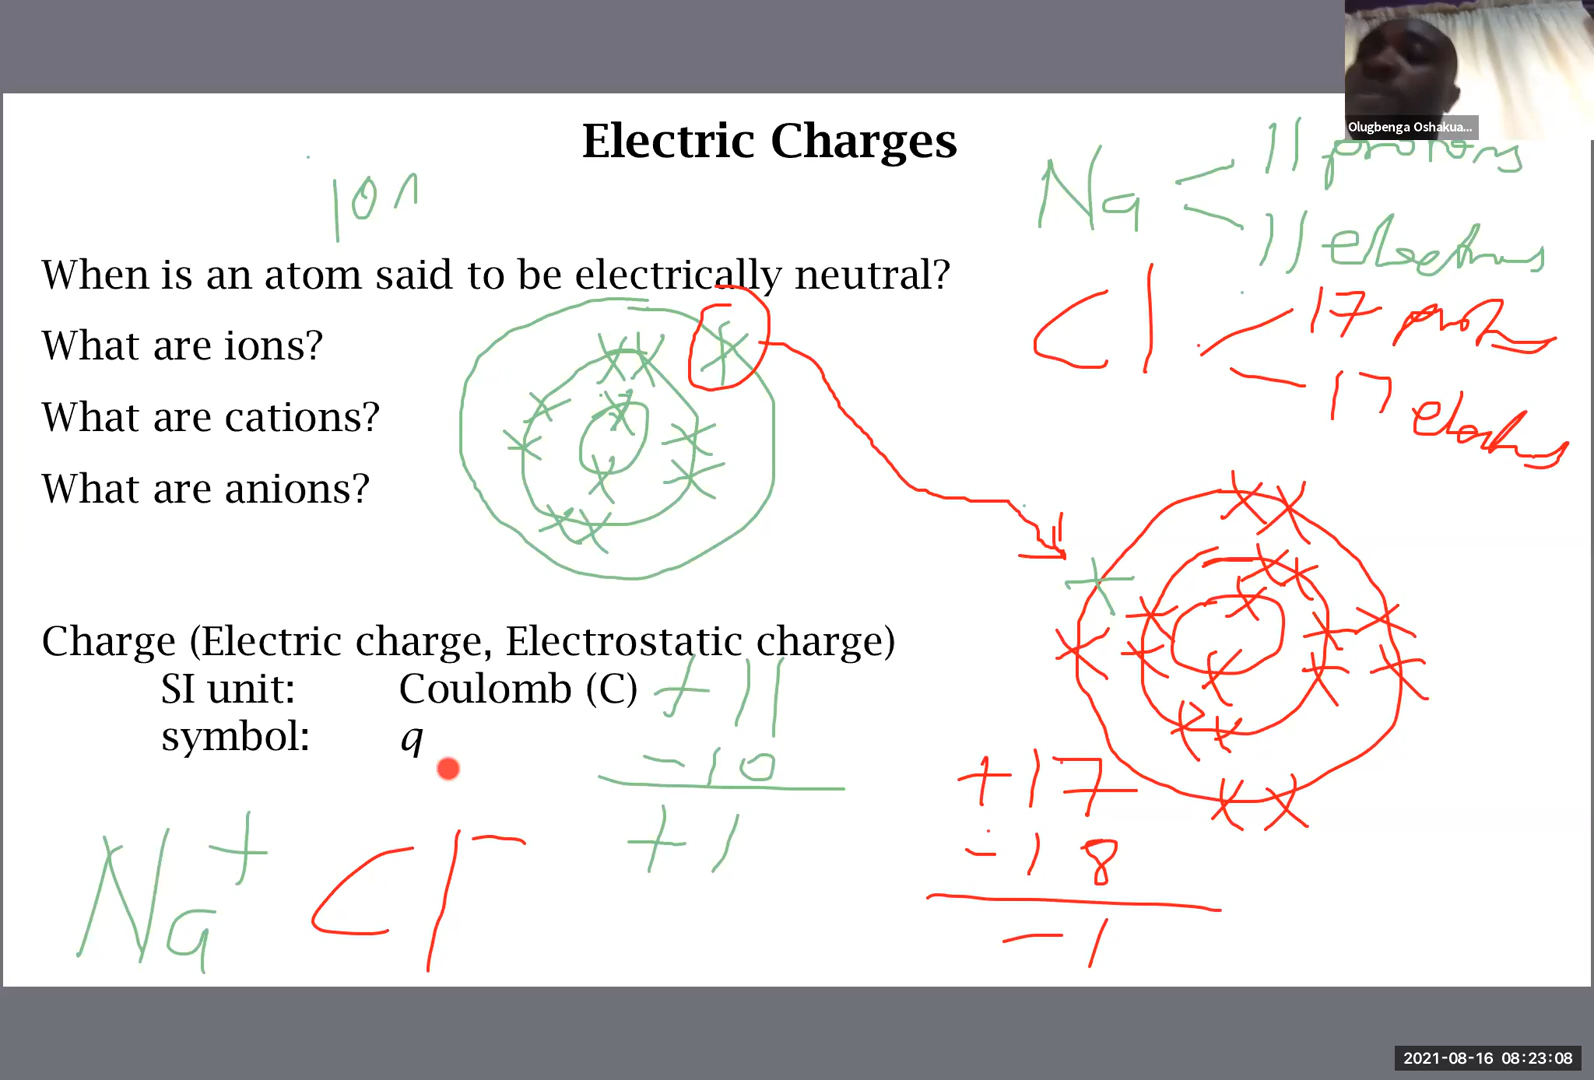 Olugbenga Oshakua...
Electric Charges
ion
Na 11 protons
11 electrons
When is an atom said to be electrically neutral?
Cl 17 proton
17 electrons
What are ions?
What are cations?
What are anions?
Charge (Electric charge, Electrostatic charge)
SI unit: Coulomb (C)
symbol: q
+11
-10
+1
+17
-18
-1
Na+ Cl-
2021-08-16 08:23:08